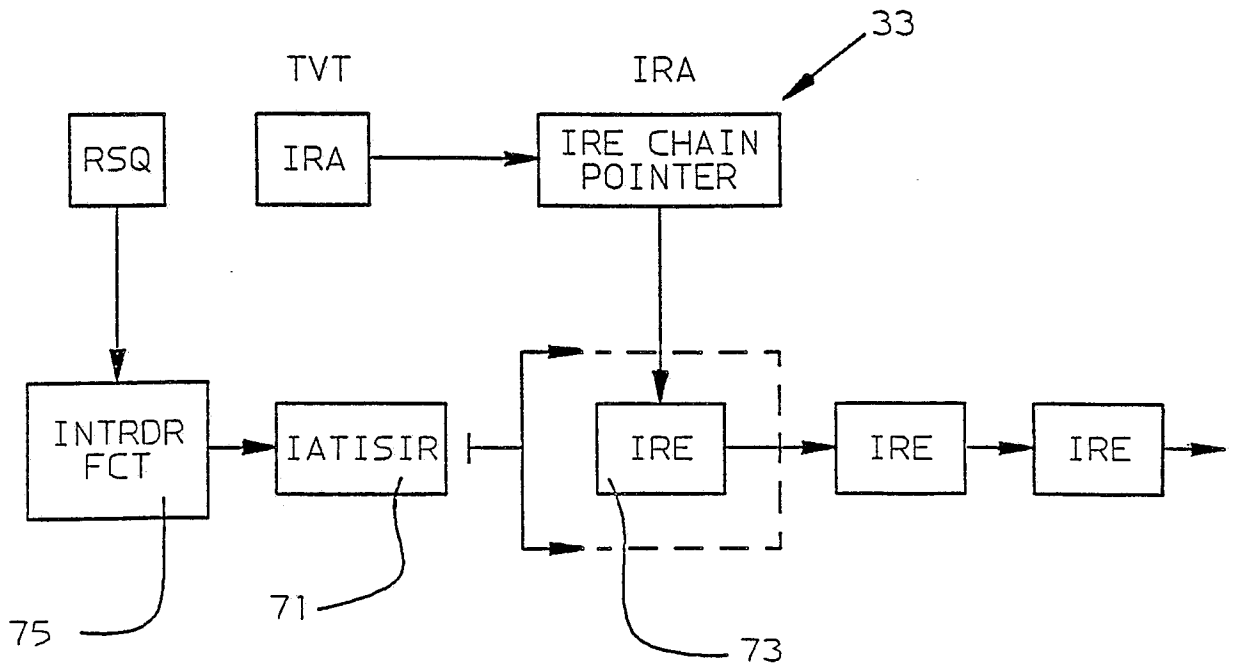 33
TVT
IRA
RSQ
IRA
IRE CHAIN
POINTER
INTRDR
FCT
IATISIR
IRE
IRE
IRE
75
71
73